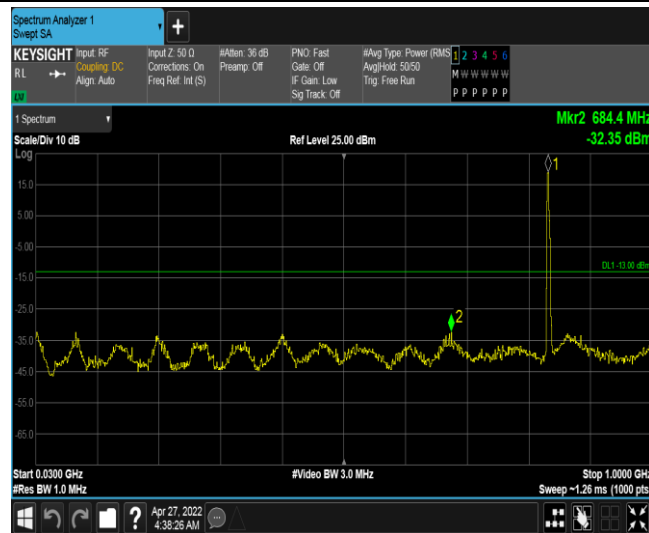 Spectrum Analyzer 1
Swept SA
KEYSIGHT Input: RF Input Z: 50 Ω #Atten: 36 dB PNO: Fast #Avg Type: Power (RMS 1 2 3 4 5 6
RL Coupling: DC Corrections: On Preamp: Off Gate: Off Avg|Hold: 50/50 M W W W W W
Align: Auto Freq Ref: Int (S) IF Gain: Low Trig: Free Run P P P P P P
Sig Track: Off
1 Spectrum Mkr2 684.4 MHz
Scale/Div 10 dB Ref Level 25.00 dBm -32.35 dBm
Log
1
15.0
5.00
-5.00
DL1 -13.00 dBm
-15.0
-25.0
2
-35.0
-45.0
-55.0
-65.0
Start 0.0300 GHz #Video BW 3.0 MHz Stop 1.0000 GHz
#Res BW 1.0 MHz Sweep ~1.26 ms (1000 pts)
? Apr 27, 2022
4:38:26 AM